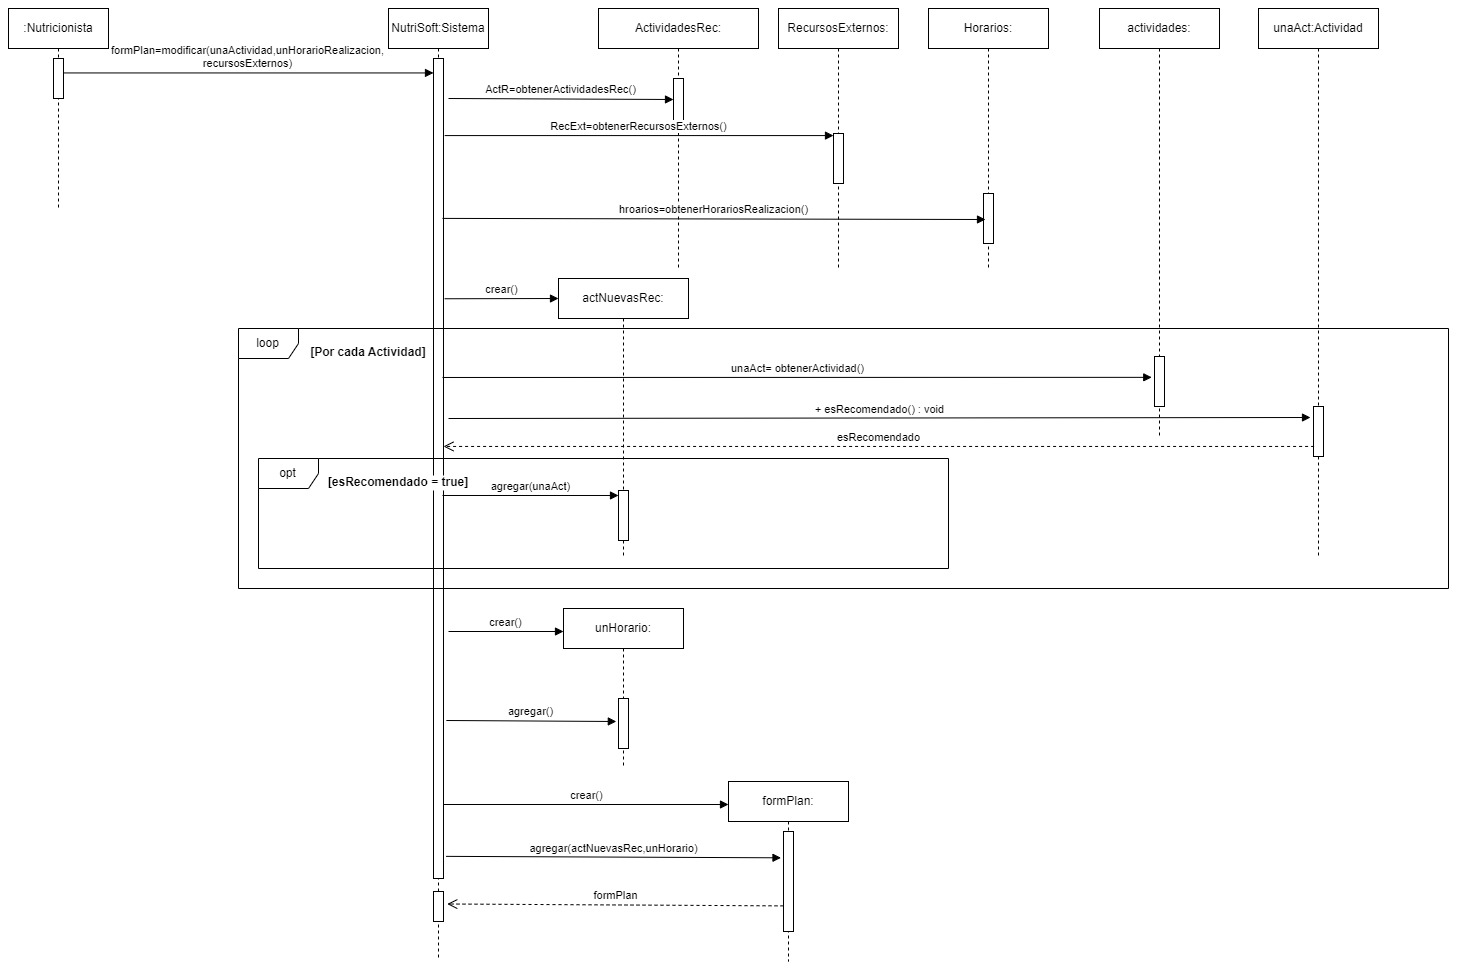 :Nutricionista
NutriSoft:Sistema
ActividadesRec:
RecursosExternos:
Horarios:
actividades:
unaAct:Actividad
formPlan=modificar(unaActividad,unHorarioRealizacion,
recursosExternos)
ActR=obtenerActividadesRec()
RecExt=obtenerRecursosExternos()
hroarios=obtenerHorariosRealizacion()
crear()
actNuevasRec:
loop
[Por cada Actividad]
unaAct= obtenerActividad()
+ esRecomendado() : void
esRecomendado
opt
[esRecomendado = true]
agregar(unaAct)
crear()
unHorario:
agregar()
crear()
formPlan:
agregar(actNuevasRec,unHorario)
formPlan